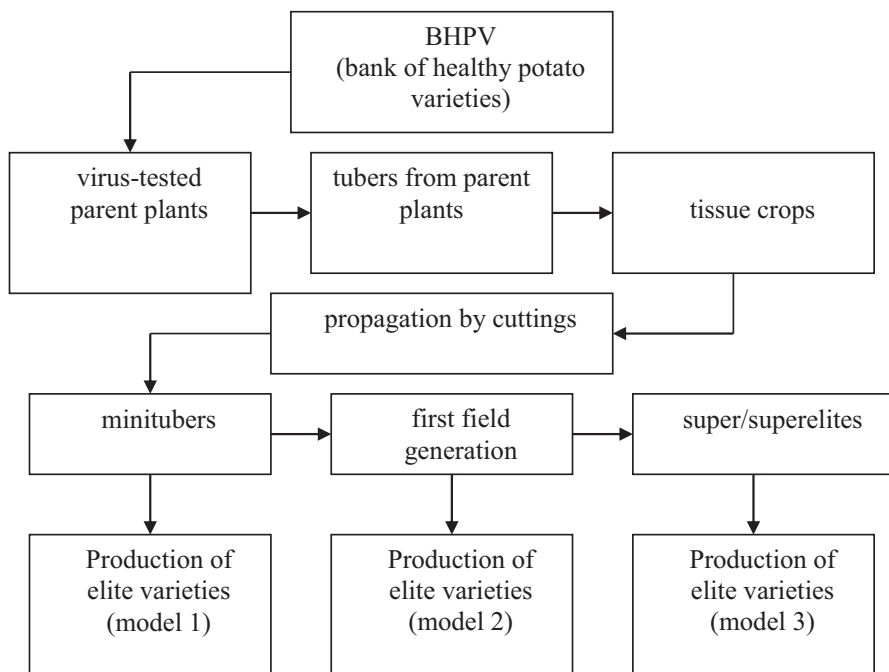 BHPV
(bank of healthy potato
varieties)
virus-tested
parent plants
tubers from parent
plants
tissue crops
propagation by cuttings
minitubers
first field
generation
super/superelites
Production of
elite varieties
(model 1)
Production of
elite varieties
(model 2)
Production of
elite varieties
(model 3)